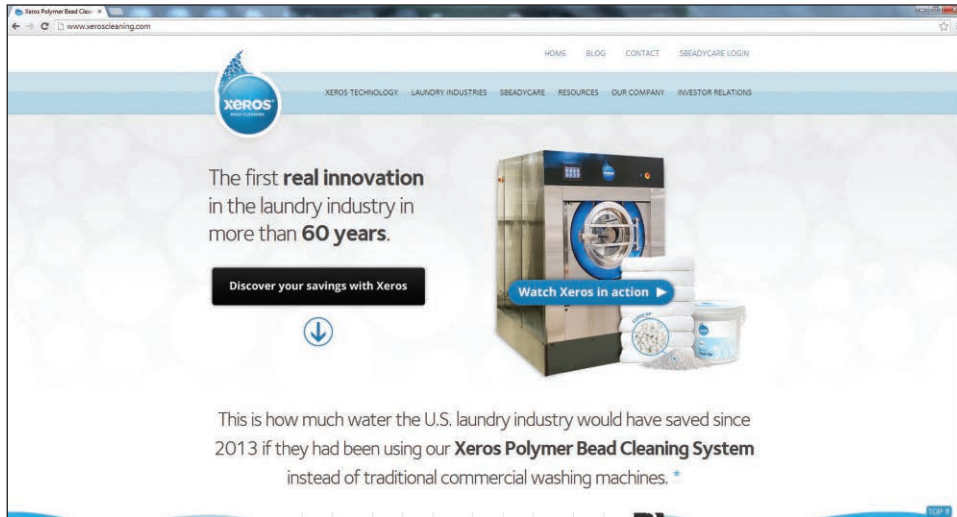 Xeros Polymer Bead Clea
www.xeroscleaning.com
HOME BLOG CONTACT SBEADYCARE LOGIN
XEROS TECHNOLOGY LAUNDRY INDUSTRIES SBEADYCARE RESOURCES OUR COMPANY INVESTOR RELATIONS
xeros
BEAD CLEANING
The first real innovation
in the laundry industry in
more than 60 years.
Discover your savings with Xeros
Watch Xeros in action
This is how much water the U.S. laundry industry would have saved since
2013 if they had been using our Xeros Polymer Bead Cleaning System
instead of traditional commercial washing machines. *
TOP